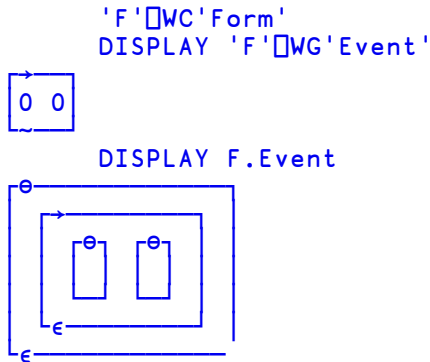 'F'⎕WC'Form'
DISPLAY 'F'⎕WG'Event'
┌→──┐
│0 0│
└~──┘
DISPLAY F.Event
┌⊖────────────────┐
│ ┌→────────────┐ │
│ │ ┌⊖┐ ┌⊖┐ │ │
│ │ │ │ │ │ │ │
│ │ └─┘ └─┘ │ │
│ └∊────────────┘ │
└∊────────────────